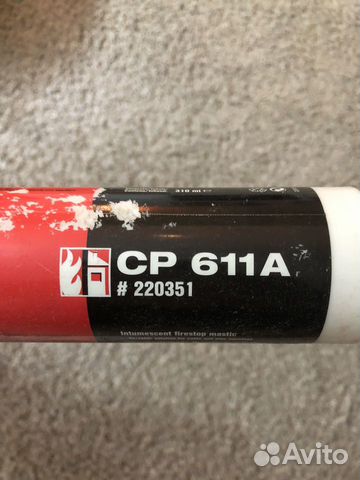 310 ml
CP 611A
# 220351
Intumescent firestop mastic
Avito